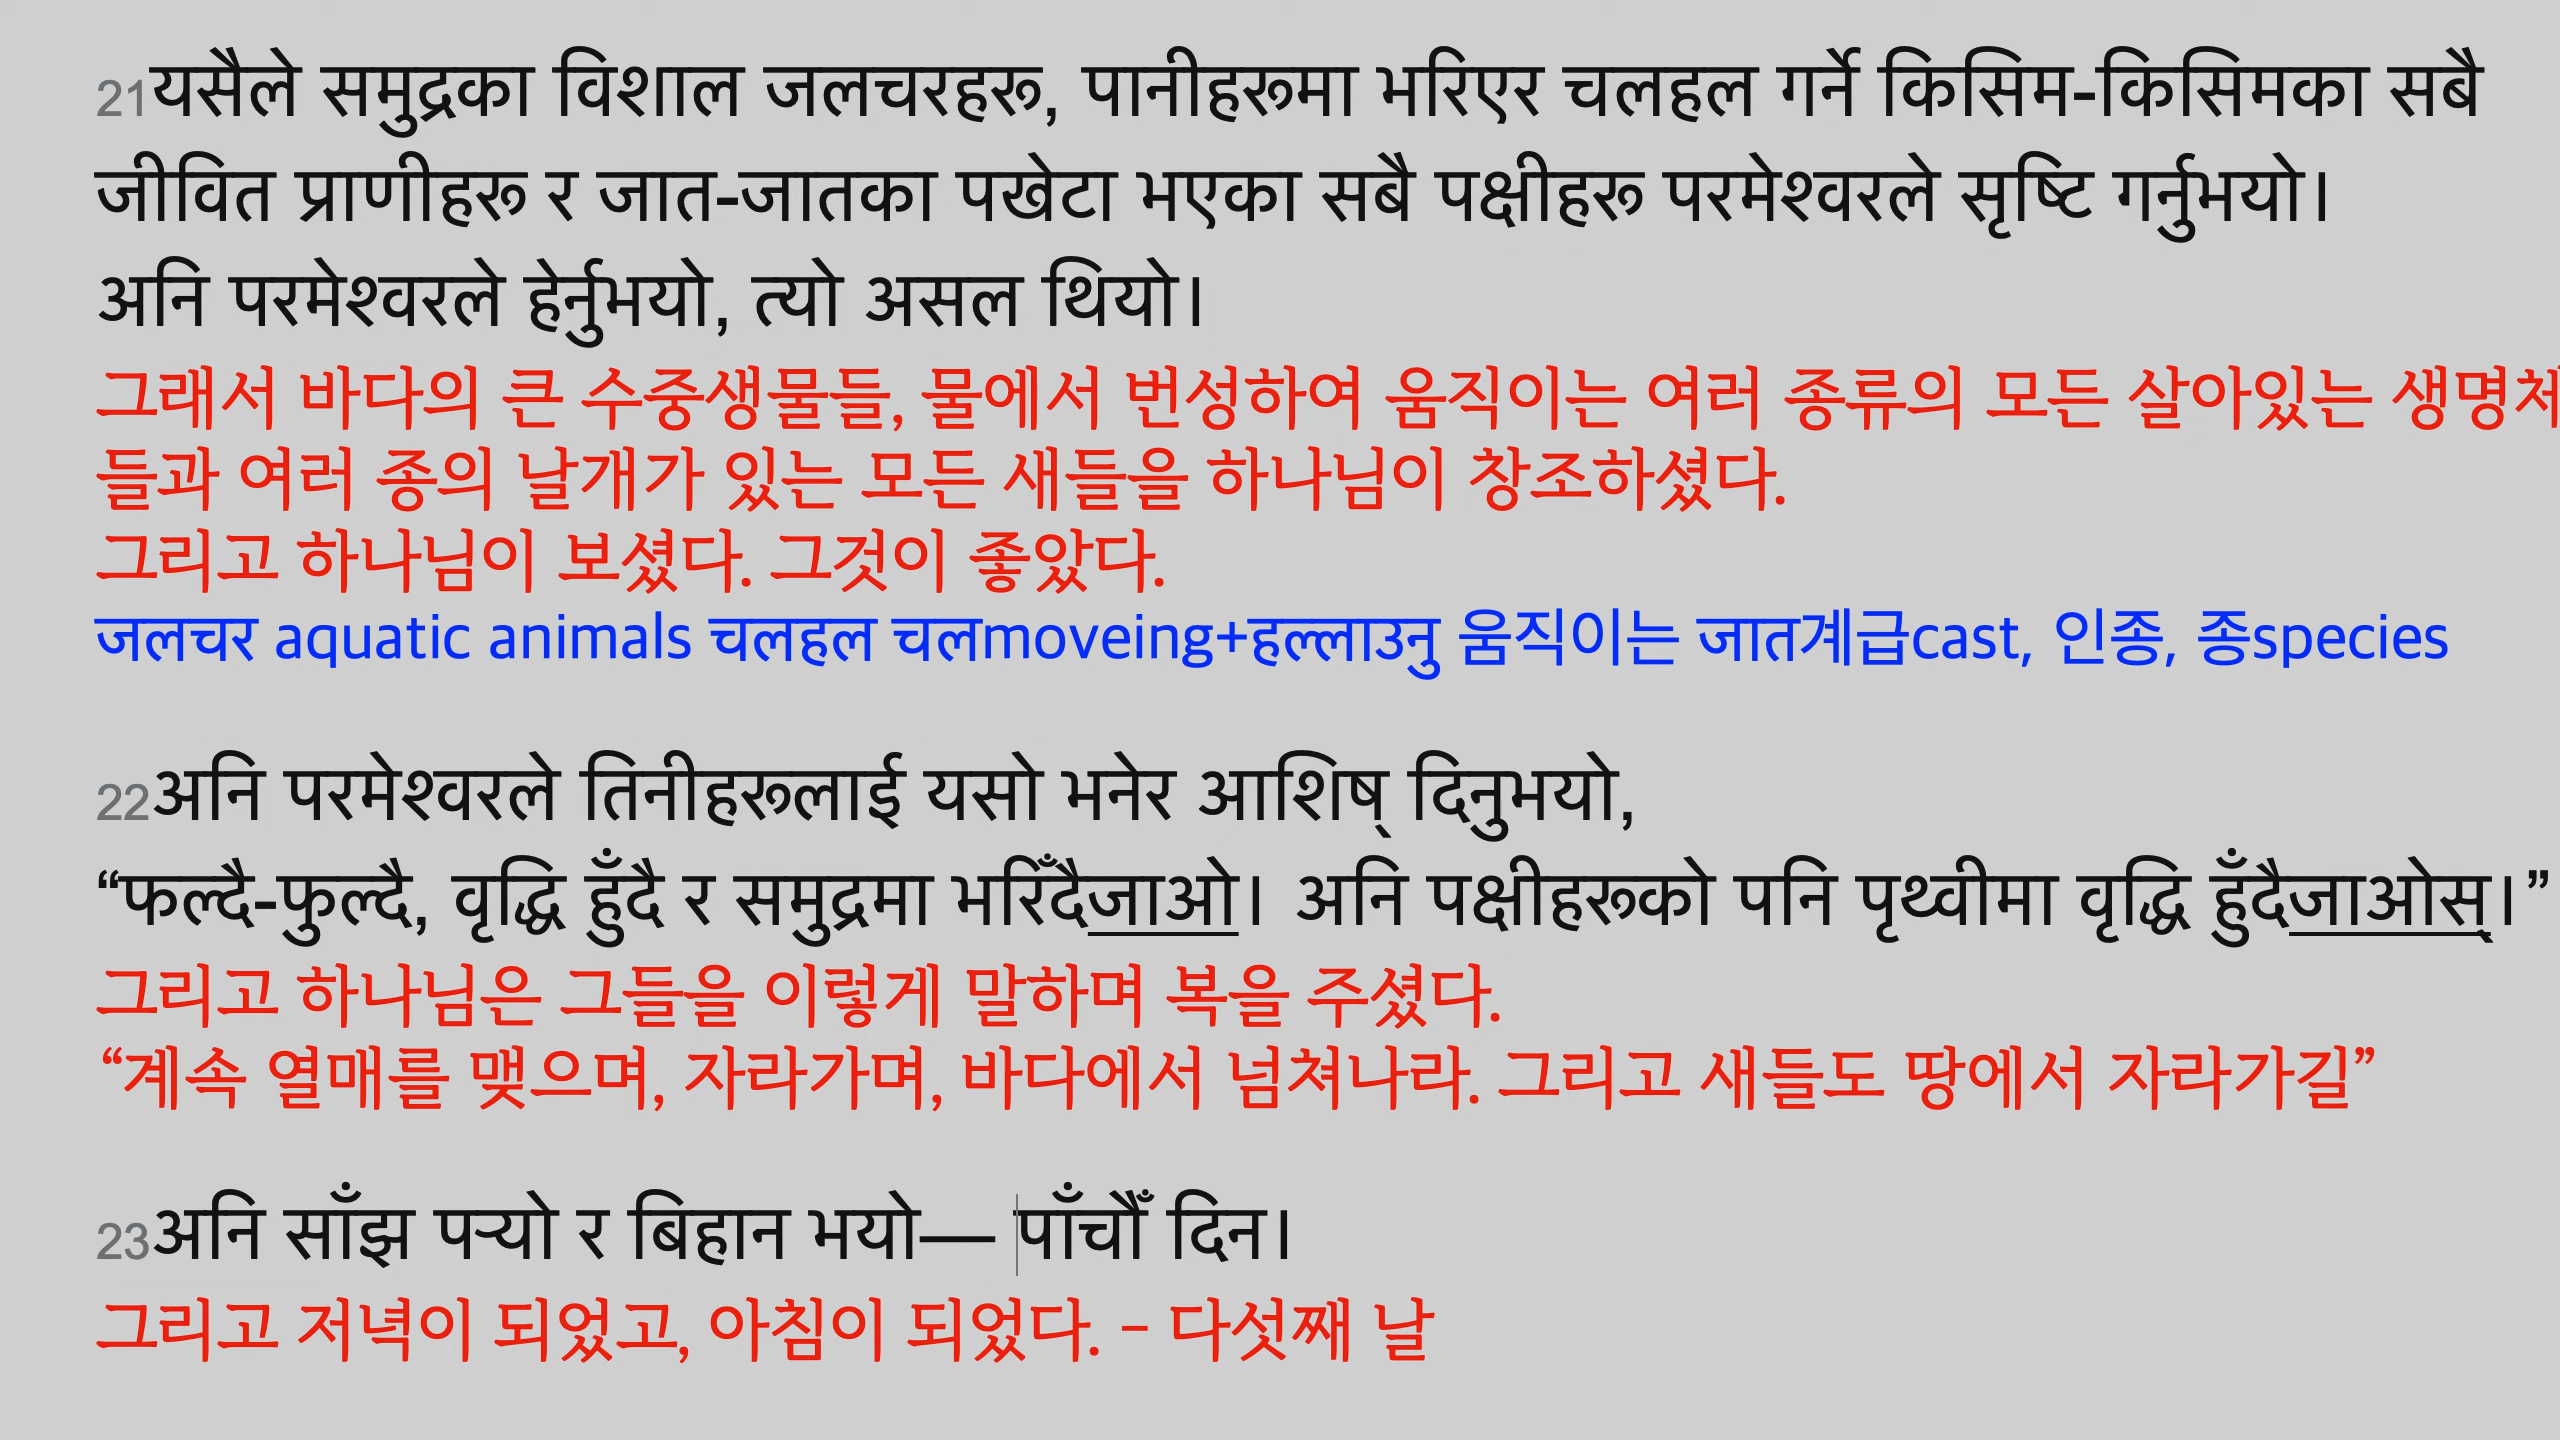 21यसैले समुद्रका विशाल जलचरहरू, पानीहरूमा भरिएर चलहल गर्ने किसिम-किसिमका सबै
जीवित प्राणीहरू र जात-जातका पखेटा भएका सबै पक्षीहरू परमेश्वरले सृष्टि गर्नुभयो।
अनि परमेश्वरले हेर्नुभयो, त्यो असल थियो।
그래서 바다의 큰 수중생물들, 물에서 번성하여 움직이는 여러 종류의 모든 살아있는 생명체
들과 여러 종의 날개가 있는 모든 새들을 하나님이 창조하셨다.
그리고 하나님이 보셨다. 그것이 좋았다.
जलचर aquatic animals चलहल चलmoveing+हल्लाउनु 움직이는 जात계급cast, 인종, 종species
22अनि परमेश्वरले तिनीहरूलाई यसो भनेर आशिष् दिनुभयो,
“फल्दै-फुल्दै, वृद्धि हुँदै र समुद्रमा भरिँदैजाओ। अनि पक्षीहरूको पनि पृथ्वीमा वृद्धि हुँदैजाओस्।”
그리고 하나님은 그들을 이렇게 말하며 복을 주셨다.
“계속 열매를 맺으며, 자라가며, 바다에서 넘쳐나라. 그리고 새들도 땅에서 자라가길”
23अनि साँझ पऱ्यो र बिहान भयो— पाँचौँ दिन।
그리고 저녁이 되었고, 아침이 되었다. - 다섯째 날